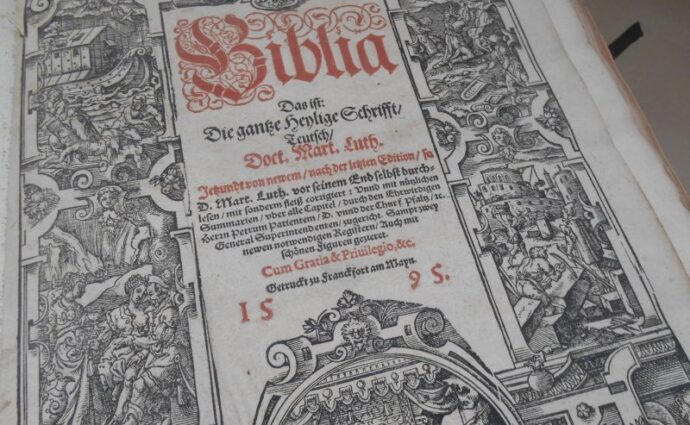 Biblia
Das ist:
Die gantze Heylige Schrifft/
Teutsch/
Doct. Mart. Luth.
Jetzundt von newem/ nach der letzten Edition/ so
D. Mart. Luth. vor seinem End selbst durch-
lesen/ mit sonderm fleiß corrigiert: Vnnd mit nützlichen
Summarien/ vber alle Capitel/ durch den Ehrwirdigen
Herrn Petrum Patientem/ D. vnnd der Churf. Pfaltz/ rc.
General Superintendenten/ zugericht. Sampt zwey
newen notwendigen Registern/ Auch mit
schönen Figuren gezieret.
Cum Gratia & Priuilegio, &c.
Getruckt zu Franckfort am Mayn.
15 95.